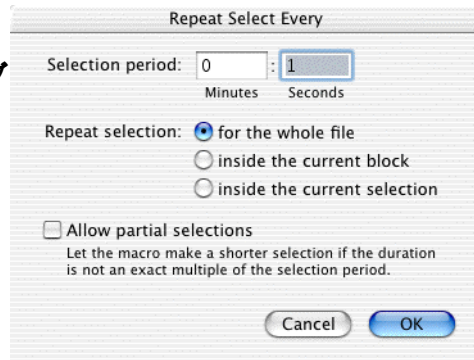 Repeat Select Every
Selection period: 0 : 1
Minutes Seconds
Repeat selection: for the whole file
inside the current block
inside the current selection
Allow partial selections
Let the macro make a shorter selection if the duration
is not an exact multiple of the selection period.
Cancel OK